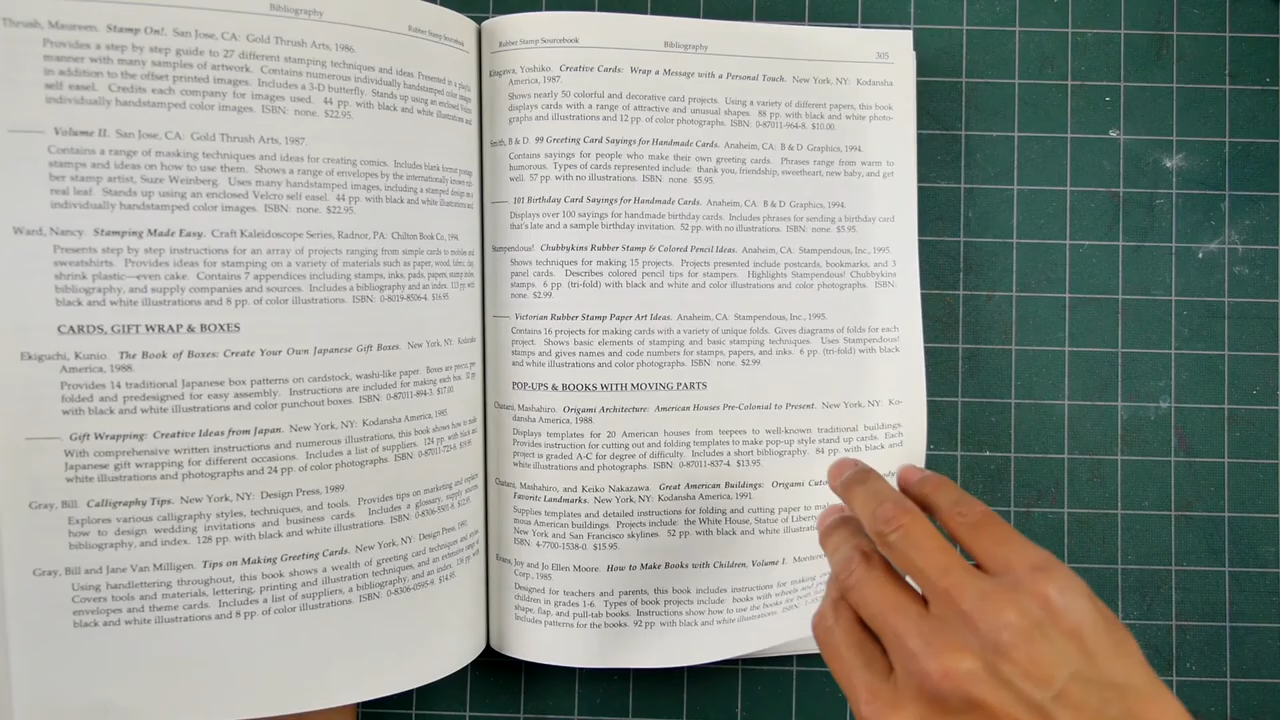 Bibliography
Rubber Stamp Sourcebook
Thrush, Maureen. Stamp On!. San Jose, CA: Gold Thrush Arts, 1986.
Provides a step by step guide to 27 different stamping techniques and ideas. Presented in a
manner with many samples of artwork. Contains numerous individually handstamped color images
in addition to the offset printed images. Includes a 3-D butterfly. Stands up using an enclosed Velcro
self easel. Credits each company for images used. 44 pp. with black and white illustrations and
individually handstamped color images. ISBN: none. $22.95.
Volume II. San Jose, CA: Gold Thrush Arts, 1987.
Contains a range of masking techniques and ideas for creating comics. Includes blank format
stamps and ideas on how to use them. Shows a range of envelopes by the internationally known
ber stamp artist, Suze Weinberg. Uses many handstamped images, including a stamped design on a
real leaf. Stands up using an enclosed Velcro self easel. 44 pp. with black and white illustrations and
individually handstamped color images. ISBN: none. $22.95.
Ward, Nancy. Stamping Made Easy. Craft Kaleidoscope Series, Radnor, PA: Chilton Book Co., 1994.
Presents step by step instructions for an array of projects ranging from simple cards to mobiles and
sweatshirts. Provides ideas for stamping on a variety of materials such as paper, wood, fabric, clay,
shrink plastic—even cake. Contains 7 appendices including stamps, inks, pads, papers, stamp index,
bibliography, and supply companies and sources. Includes a bibliography and an index. 113 pp. with
black and white illustrations and 8 pp. of color illustrations. ISBN: 0-8019-8506-4. $16.95.
CARDS, GIFT WRAP & BOXES
Ekiguchi, Kunio. The Book of Boxes: Create Your Own Japanese Gift Boxes. New York, NY: Kodansha
America, 1988.
Provides 14 traditional Japanese box patterns on cardstock, washi-like paper. Boxes are precut, pre-
folded and predesigned for easy assembly. Instructions are included for making each box. 32 pp.
with black and white illustrations and color punchout boxes. ISBN: 0-87011-894-3. $17.00.
Gift Wrapping: Creative Ideas from Japan. New York, NY: Kodansha America, 1985.
With comprehensive written instructions and numerous illustrations, this book shows how to make
Japanese gift wrapping for different occasions. Includes a list of suppliers. 124 pp. with black and
white illustrations and photographs and 24 pp. of color illustrations. ISBN: 0-87011-721-8. $15.95.
Gray, Bill. Calligraphy Tips. New York, NY: Design Press, 1989.
Explores various calligraphy styles, techniques, and tools. Provides tips on marketing and explains
how to design wedding invitations and business cards. Includes a glossary, supply sources,
bibliography, and index. 128 pp. with black and white illustrations. ISBN: 0-8306-5501-8. $12.95.
Gray, Bill and Jane Van Milligen. Tips on Making Greeting Cards. New York, NY: Design Press, 1991.
Using handlettering throughout, this book shows a wealth of greeting card techniques and styles.
Covers tools and materials, lettering, printing and illustration techniques, and an extensive range of
envelopes and theme cards. Includes a list of suppliers, a bibliography, and an index. 136 pp. with
black and white illustrations and 8 pp. of color illustrations. ISBN: 0-8306-0595-9. $14.95.
Rubber Stamp Sourcebook
Bibliography
305
Kitagawa, Yoshiko. Creative Cards: Wrap a Message with a Personal Touch. New York, NY: Kodansha
America, 1987.
Shows nearly 50 colorful and decorative card projects. Using a variety of different papers, this book
displays cards with a range of attractive and unusual shapes. 88 pp. with black and white photo-
graphs and illustrations and 12 pp. of color photographs. ISBN: 0-87011-964-8. $10.00.
Smith, B & D. 99 Greeting Card Sayings for Handmade Cards. Anaheim, CA: B & D Graphics, 1994.
Contains sayings for people who make their own greeting cards. Phrases range from warm to
humorous. Types of cards represented include: thank you, friendship, sweetheart, new baby, and get
well. 57 pp. with no illustrations. ISBN: none. $5.95.
101 Birthday Card Sayings for Handmade Cards. Anaheim, CA: B & D Graphics, 1994.
Displays over 100 sayings for handmade birthday cards. Includes phrases for sending a birthday card
that's late and a sample birthday invitation. 52 pp. with no illustrations. ISBN: none. $5.95.
Stampendous! Chubbykins Rubber Stamp & Colored Pencil Ideas. Anaheim, CA: Stampendous, Inc., 1995.
Shows techniques for making 15 projects. Projects presented include postcards, bookmarks, and 3
panel cards. Describes colored pencil tips for stampers. Highlights Stampendous! Chubbykins
stamps. 6 pp. (tri-fold) with black and white and color illustrations and color photographs. ISBN:
none. $2.99.
Victorian Rubber Stamp Paper Art Ideas. Anaheim, CA: Stampendous, Inc., 1995.
Contains 16 projects for making cards with a variety of unique folds. Gives diagrams of folds for each
project. Shows basic elements of stamping and basic stamping techniques. Uses Stampendous!
stamps and gives names and code numbers for stamps, papers, and inks. 6 pp. (tri-fold) with black
and white illustrations and color photographs. ISBN: none. $2.99.
POP-UPS & BOOKS WITH MOVING PARTS
Chatani, Mashahiro. Origami Architecture: American Houses Pre-Colonial to Present. New York, NY: Ko-
dansha America, 1988.
Displays templates for 20 American houses from teepees to well-known traditional buildings.
Provides instruction for cutting out and folding templates to make pop-up style stand up cards. Each
project is graded A-C for degree of difficulty. Includes a short bibliography. 84 pp. with black and
white illustrations and photographs. ISBN: 0-87011-837-4. $13.95.
Chatani, Mashahiro, and Keiko Nakazawa. Great American Buildings: Origami
Favorite Landmarks. New York, NY: Kodansha America, 1991.
Supplies templates and detailed instructions for folding and cutting paper to
mous American buildings. Projects include: the White House, Statue of Liberty
New York and San Francisco skylines. 52 pp. with black and white
ISBN: 4-7700-1538-0. $15.95.
Evans, Joy and Jo Ellen Moore. How to Make Books with Children, Volume I.
Corp., 1985.
Designed for teachers and parents, this book includes instructions for making
children in grades 1-6. Types of book projects include: books with wheels and
shape, flap, and pull-tab books. Instructions show how to use the books for
Includes patterns for the books. 92 pp. with black and white illustrations. ISBN: